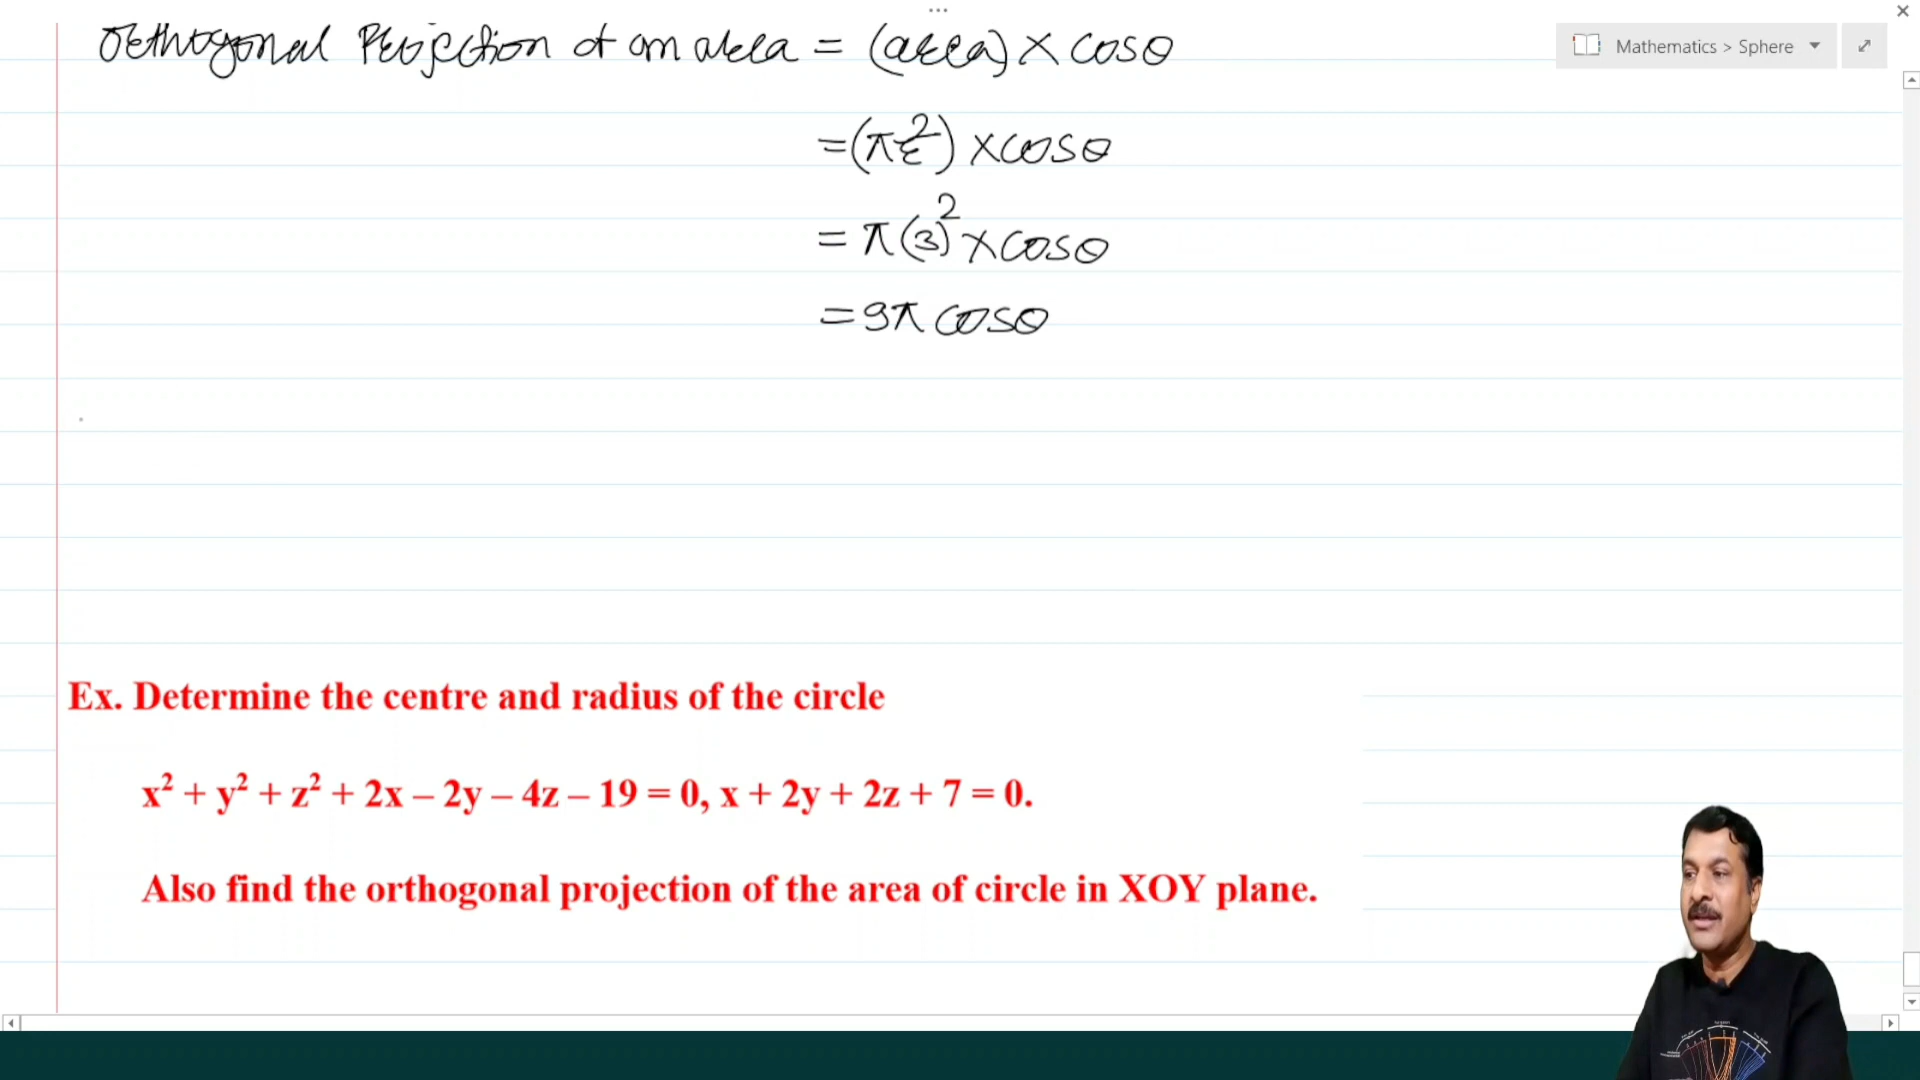 Mathematics > Sphere
Orthogonal Projection of an area = (area) × cosθ
= (πr²) × cosθ
= π(3)² × cosθ
= 9π cosθ
Ex. Determine the centre and radius of the circle
x² + y² + z² + 2x – 2y – 4z – 19 = 0, x + 2y + 2z + 7 = 0.
Also find the orthogonal projection of the area of circle in XOY plane.